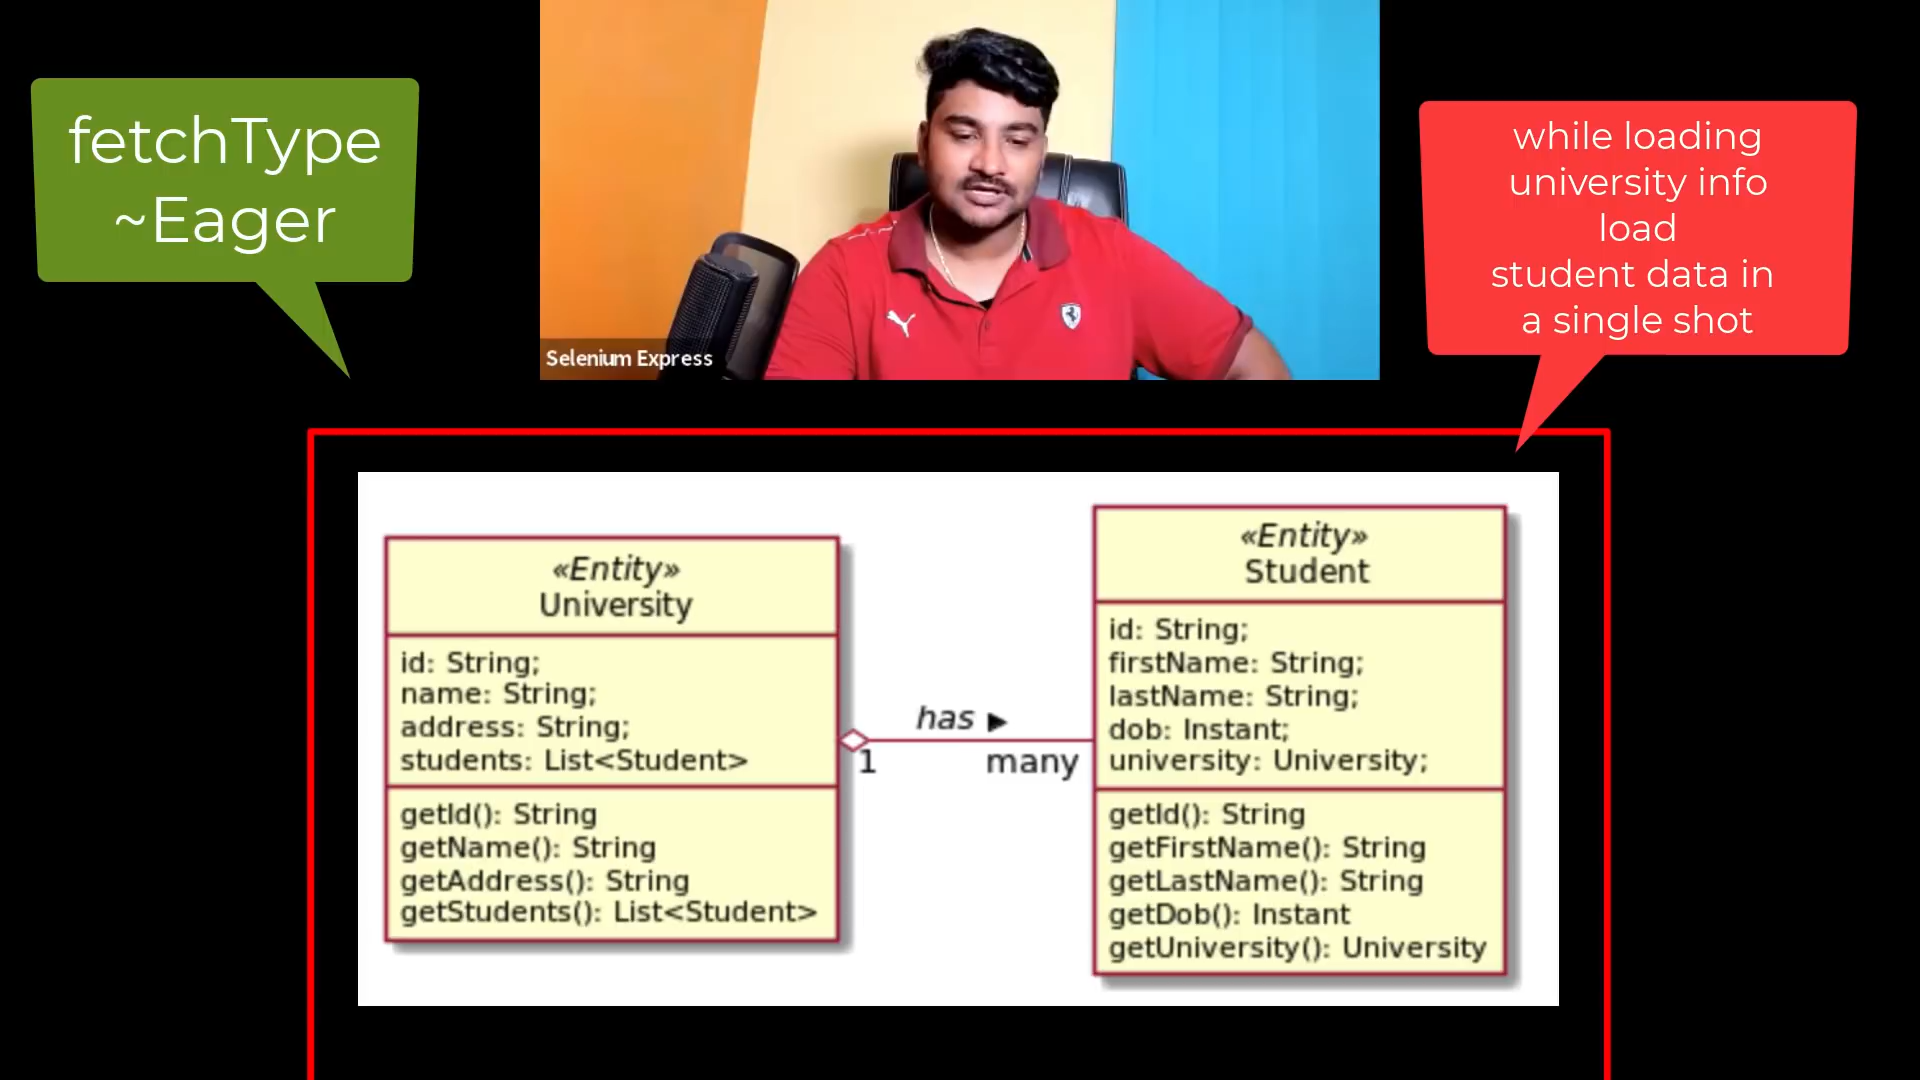 fetchType
~Eager
Selenium Express
while loading
university info
load
student data in
a single shot
«Entity»
University
id: String;
name: String;
address: String;
students: List<Student>
getId(): String
getName(): String
getAddress(): String
getStudents(): List<Student>
has ▶
1
many
«Entity»
Student
id: String;
firstName: String;
lastName: String;
dob: Instant;
university: University;
getId(): String
getFirstName(): String
getLastName(): String
getDob(): Instant
getUniversity(): University